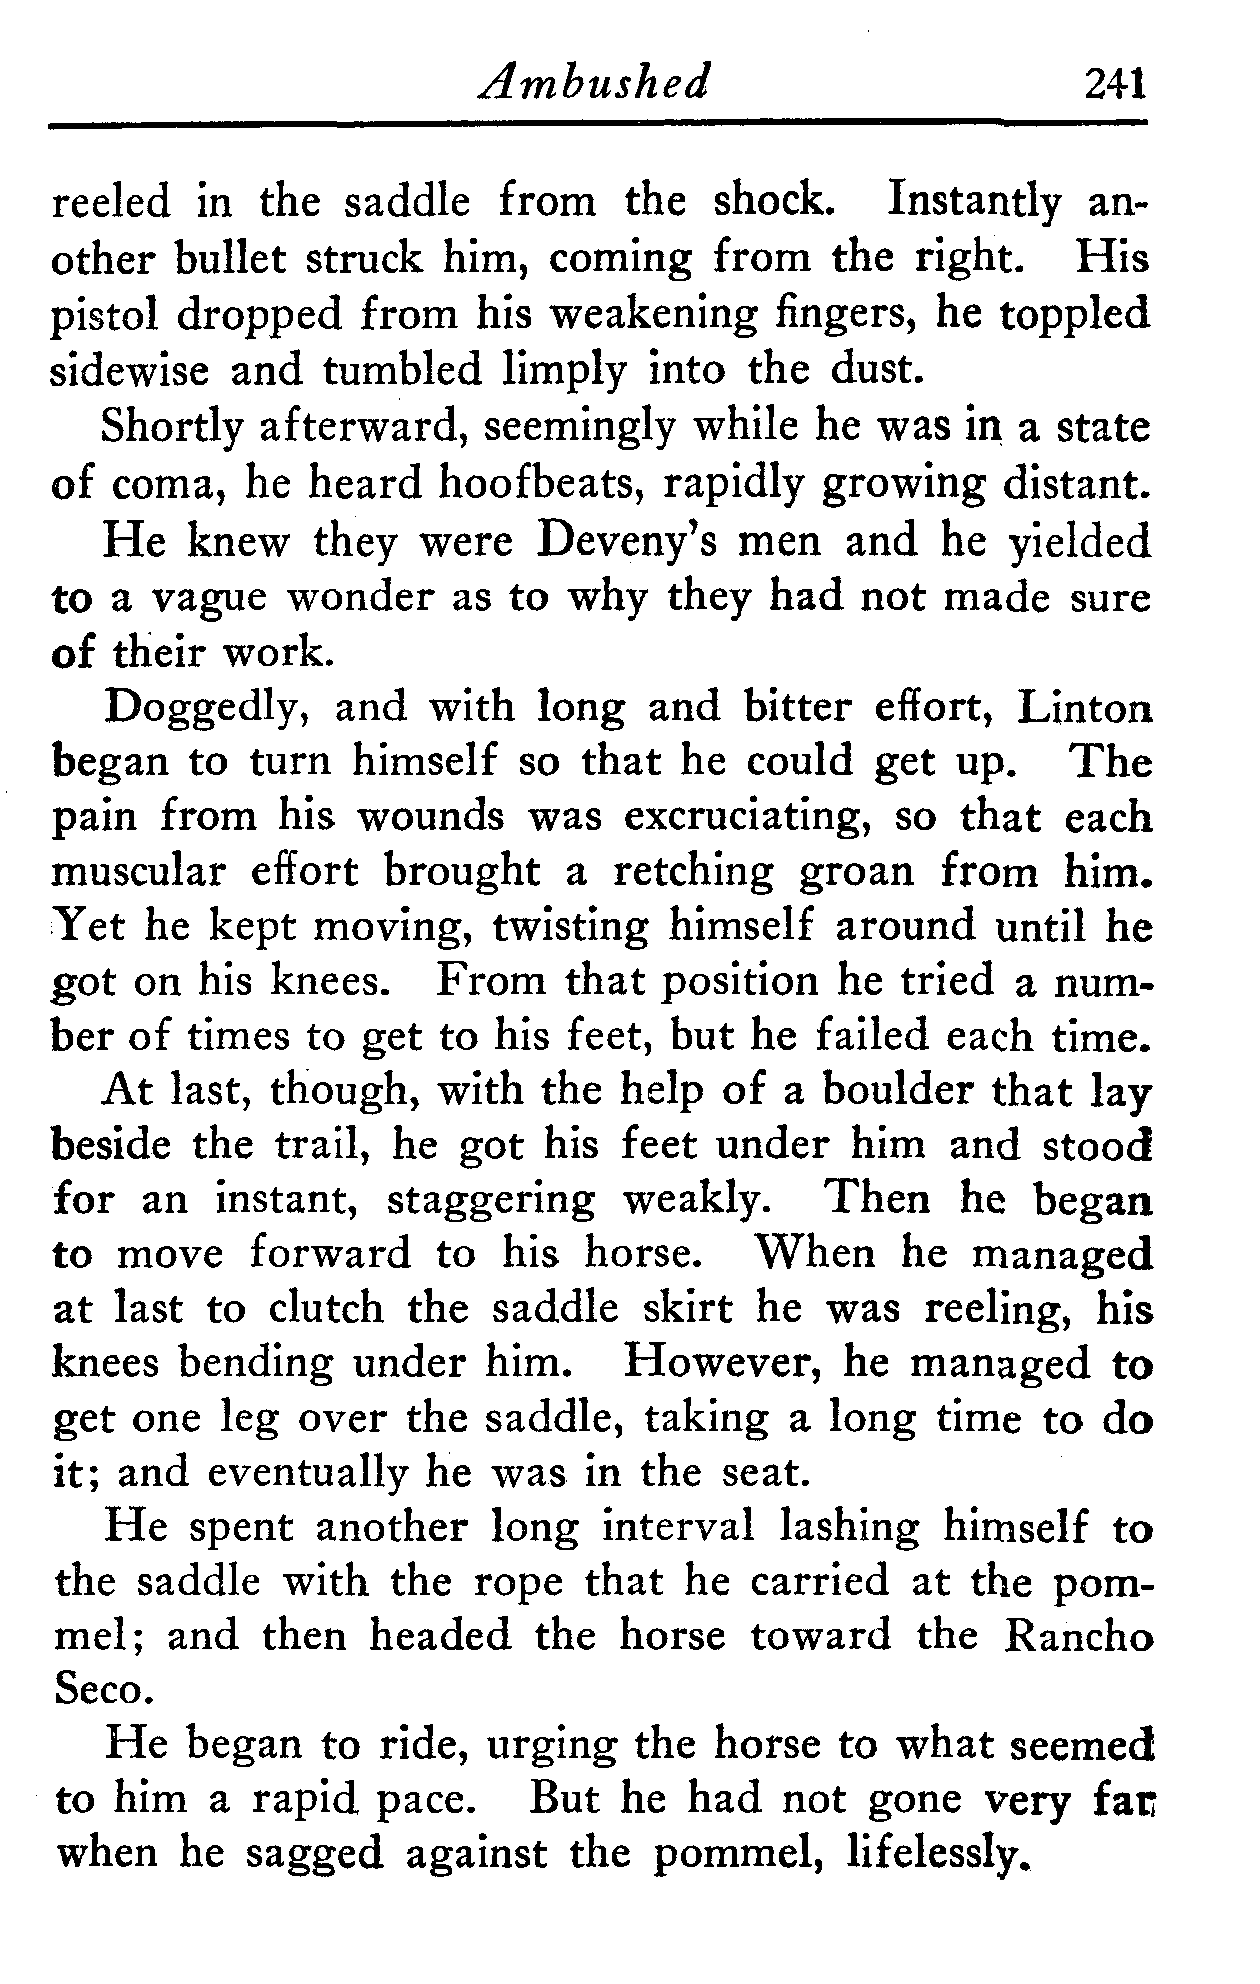 Ambushed 241
reeled in the saddle from the shock. Instantly an-
other bullet struck him, coming from the right. His
pistol dropped from his weakening fingers, he toppled
sidewise and tumbled limply into the dust.
Shortly afterward, seemingly while he was in a state
of coma, he heard hoofbeats, rapidly growing distant.
He knew they were Deveny's men and he yielded
to a vague wonder as to why they had not made sure
of their work.
Doggedly, and with long and bitter effort, Linton
began to turn himself so that he could get up. The
pain from his wounds was excruciating, so that each
muscular effort brought a retching groan from him.
Yet he kept moving, twisting himself around until he
got on his knees. From that position he tried a num-
ber of times to get to his feet, but he failed each time.
At last, though, with the help of a boulder that lay
beside the trail, he got his feet under him and stood
for an instant, staggering weakly. Then he began
to move forward to his horse. When he managed
at last to clutch the saddle skirt he was reeling, his
knees bending under him. However, he managed to
get one leg over the saddle, taking a long time to do
it; and eventually he was in the seat.
He spent another long interval lashing himself to
the saddle with the rope that he carried at the pom-
mel; and then headed the horse toward the Rancho
Seco.
He began to ride, urging the horse to what seemed
to him a rapid pace. But he had not gone very far
when he sagged against the pommel, lifelessly.